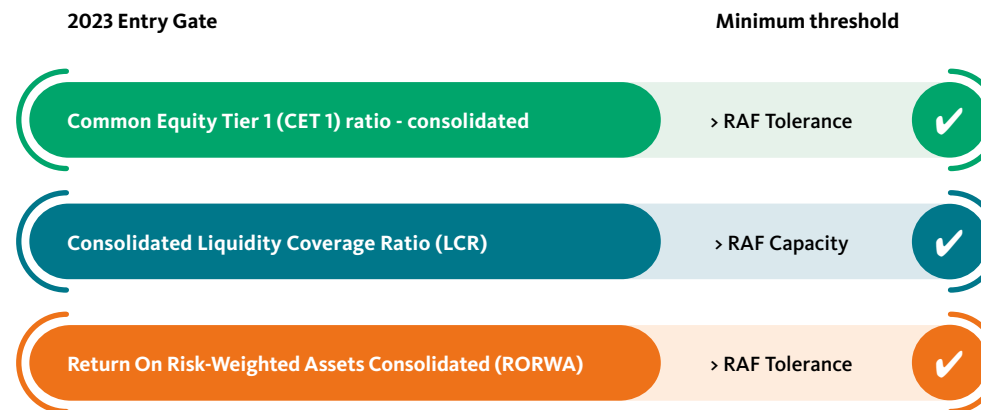 2023 Entry Gate Minimum threshold
Common Equity Tier 1 (CET 1) ratio - consolidated > RAF Tolerance
Consolidated Liquidity Coverage Ratio (LCR) > RAF Capacity
Return On Risk-Weighted Assets Consolidated (RORWA) > RAF Tolerance